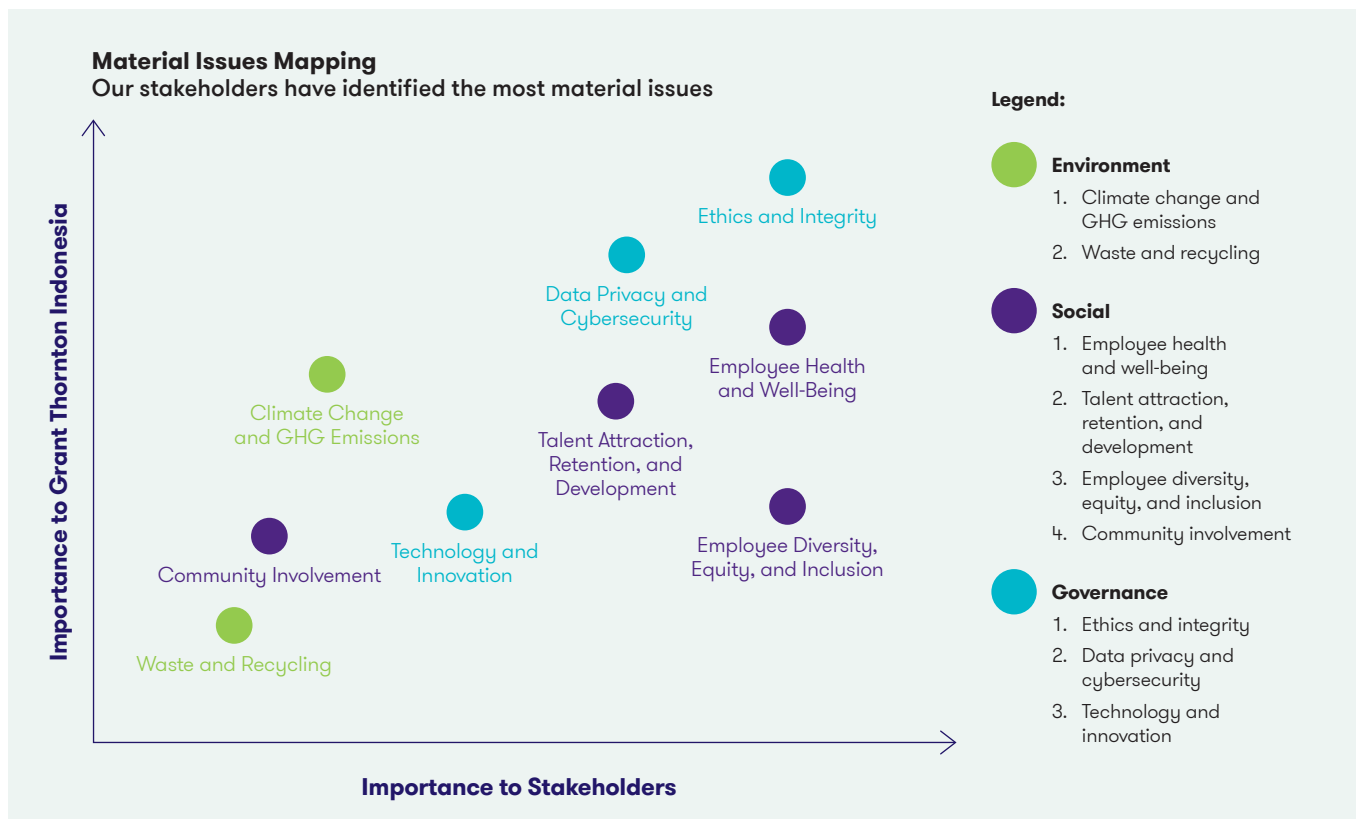 Material Issues Mapping
Our stakeholders have identified the most material issues
Importance to Grant Thornton Indonesia
Ethics and Integrity
Data Privacy and
Cybersecurity
Employee Health
and Well-Being
Climate Change
and GHG Emissions
Talent Attraction,
Retention, and
Development
Technology and
Innovation
Employee Diversity,
Equity, and Inclusion
Community Involvement
Waste and Recycling
Importance to Stakeholders
Legend:
Environment
1. Climate change and
GHG emissions
2. Waste and recycling
Social
1. Employee health
and well-being
2. Talent attraction,
retention, and
development
3. Employee diversity,
equity, and inclusion
4. Community involvement
Governance
1. Ethics and integrity
2. Data privacy and
cybersecurity
3. Technology and
innovation